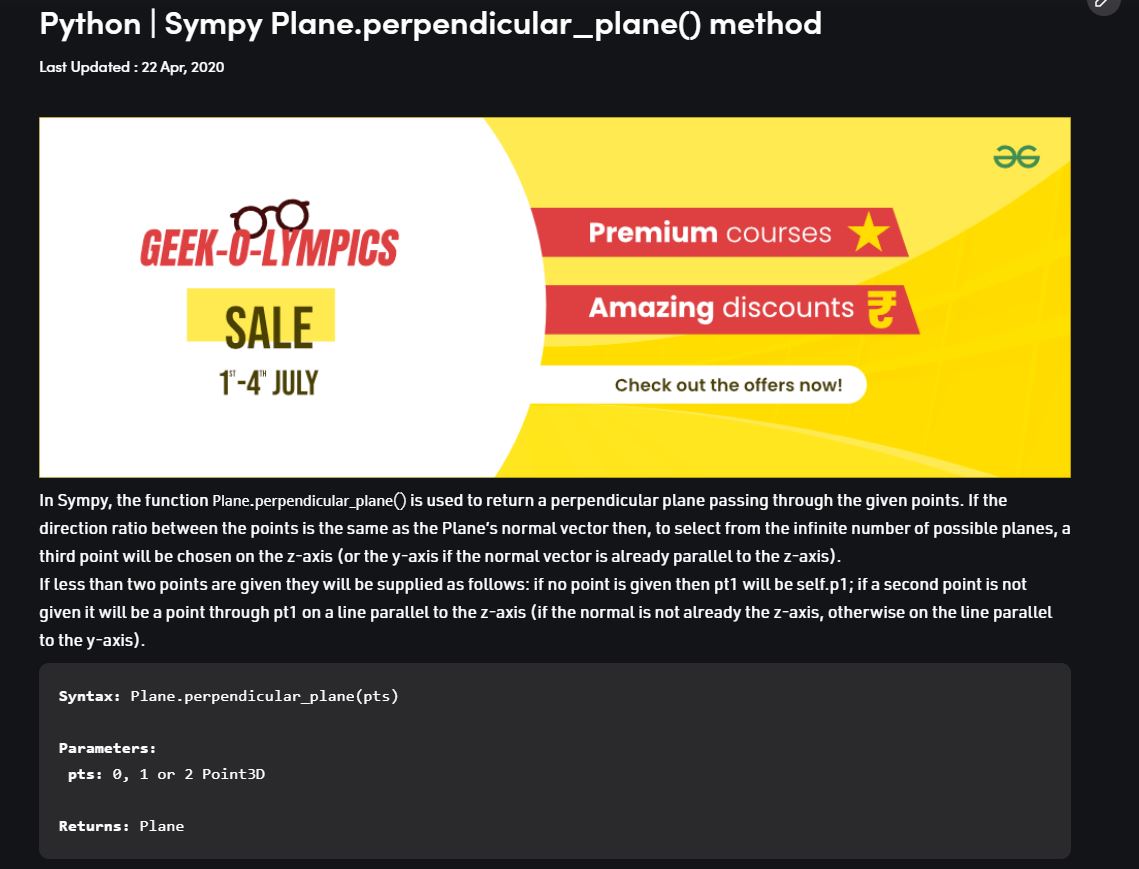 Python | Sympy Plane.perpendicular_plane() method
Last Updated : 22 Apr, 2020
GEEK-O-LYMPICS
SALE
1ST-4TH JULY
Premium courses
Amazing discounts ₹
Check out the offers now!
In Sympy, the function Plane.perpendicular_plane() is used to return a perpendicular plane passing through the given points. If the
direction ratio between the points is the same as the Plane's normal vector then, to select from the infinite number of possible planes, a
third point will be chosen on the z-axis (or the y-axis if the normal vector is already parallel to the z-axis).
If less than two points are given they will be supplied as follows: if no point is given then pt1 will be self.p1; if a second point is not
given it will be a point through pt1 on a line parallel to the z-axis (if the normal is not already the z-axis, otherwise on the line parallel
to the y-axis).
Syntax: Plane.perpendicular_plane(pts)
Parameters:
pts: 0, 1 or 2 Point3D
Returns: Plane